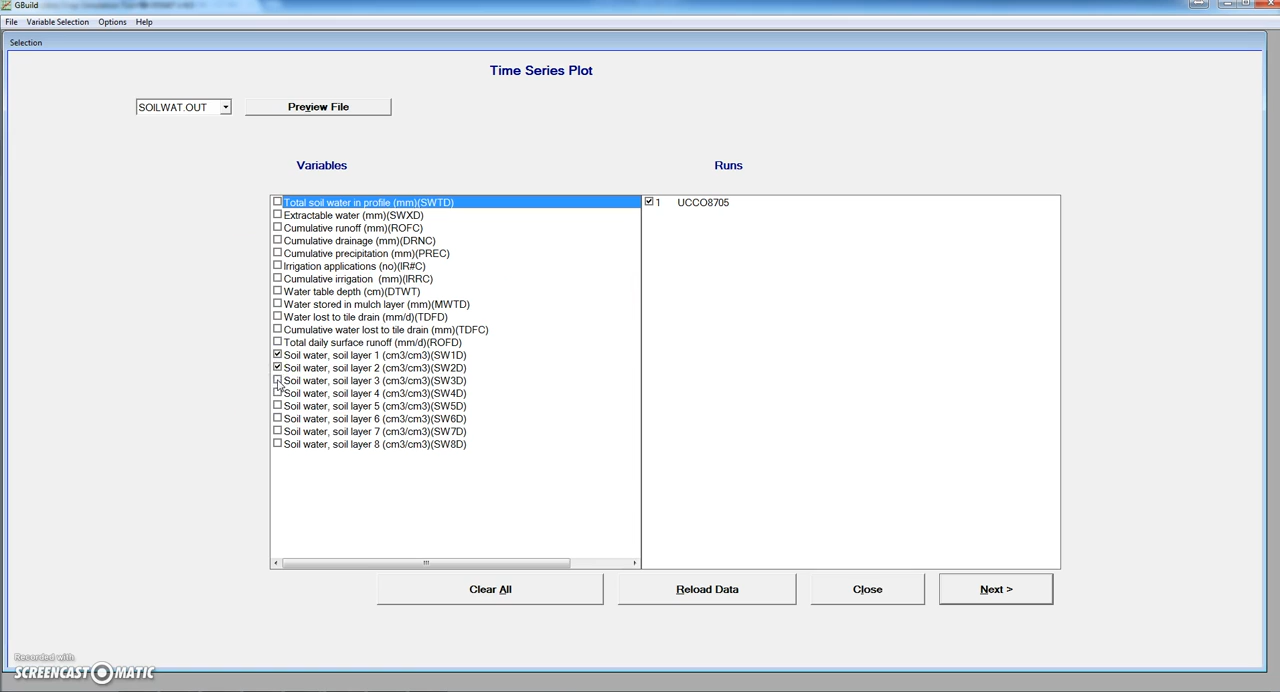 GBuild
File Variable Selection Options Help
Selection
Time Series Plot
SOILWAT.OUT Preview File
Variables Runs
Total soil water in profile (mm)(SWTD)
Extractable water (mm)(SWXD)
Cumulative runoff (mm)(ROFC)
Cumulative drainage (mm)(DRNC)
Cumulative precipitation (mm)(PREC)
Irrigation applications (no)(IR#C)
Cumulative irrigation (mm)(IRRC)
Water table depth (cm)(DTWT)
Water stored in mulch layer (mm)(MWTD)
Water lost to tile drain (mm/d)(TDFD)
Cumulative water lost to tile drain (mm)(TDFC)
Total daily surface runoff (mm/d)(ROFD)
Soil water, soil layer 1 (cm3/cm3)(SW1D)
Soil water, soil layer 2 (cm3/cm3)(SW2D)
Soil water, soil layer 3 (cm3/cm3)(SW3D)
Soil water, soil layer 4 (cm3/cm3)(SW4D)
Soil water, soil layer 5 (cm3/cm3)(SW5D)
Soil water, soil layer 6 (cm3/cm3)(SW6D)
Soil water, soil layer 7 (cm3/cm3)(SW7D)
Soil water, soil layer 8 (cm3/cm3)(SW8D)
1 UCCO8705
Clear All Reload Data Close Next >
Recorded with
SCREENCAST MATIC